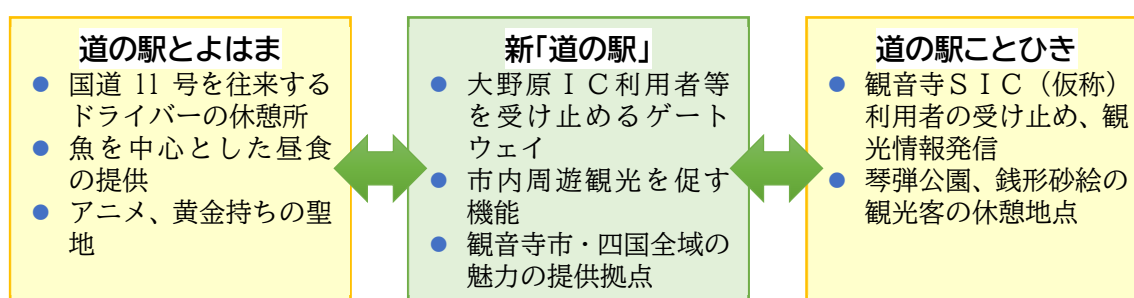 道の駅とよはま
● 国道 11 号を往来する
ドライバーの休憩所
● 魚を中心とした昼食
の提供
● アニメ、黄金持ちの聖
地
新「道の駅」
● 大野原ＩＣ利用者等
を受け止めるゲート
ウェイ
● 市内周遊観光を促す
機能
● 観音寺市・四国全域の
魅力の提供拠点
道の駅ことひき
● 観音寺ＳＩＣ（仮称）
利用者の受け止め、観
光情報発信
● 琴弾公園、銭形砂絵の
観光客の休憩地点